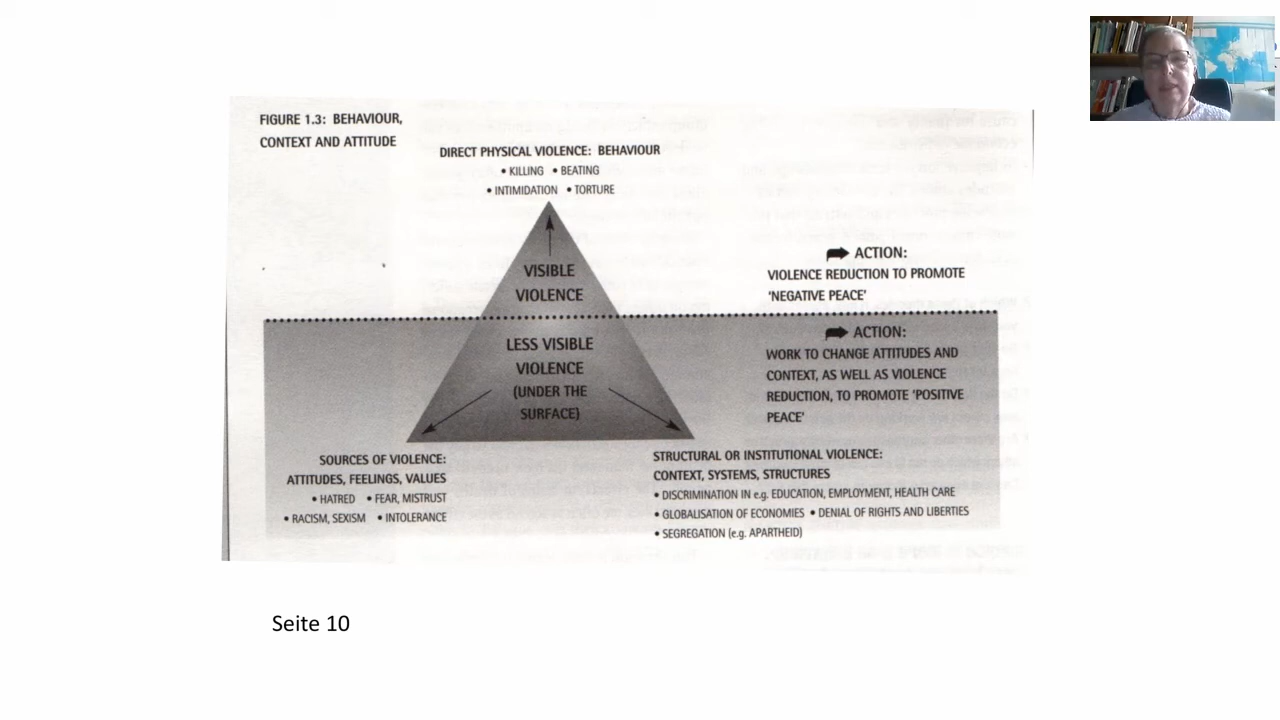 FIGURE 1.3: BEHAVIOUR,
CONTEXT AND ATTITUDE
DIRECT PHYSICAL VIOLENCE: BEHAVIOUR
• KILLING • BEATING
• INTIMIDATION • TORTURE
VISIBLE
VIOLENCE
ACTION:
VIOLENCE REDUCTION TO PROMOTE
'NEGATIVE PEACE'
LESS VISIBLE
VIOLENCE
(UNDER THE
SURFACE)
ACTION:
WORK TO CHANGE ATTITUDES AND
CONTEXT, AS WELL AS VIOLENCE
REDUCTION, TO PROMOTE 'POSITIVE
PEACE'
SOURCES OF VIOLENCE:
ATTITUDES, FEELINGS, VALUES
• HATRED • FEAR, MISTRUST
• RACISM, SEXISM • INTOLERANCE
STRUCTURAL OR INSTITUTIONAL VIOLENCE:
CONTEXT, SYSTEMS, STRUCTURES
• DISCRIMINATION IN e.g. EDUCATION, EMPLOYMENT, HEALTH CARE
• GLOBALISATION OF ECONOMIES • DENIAL OF RIGHTS AND LIBERTIES
• SEGREGATION (e.g. APARTHEID)
Seite 10